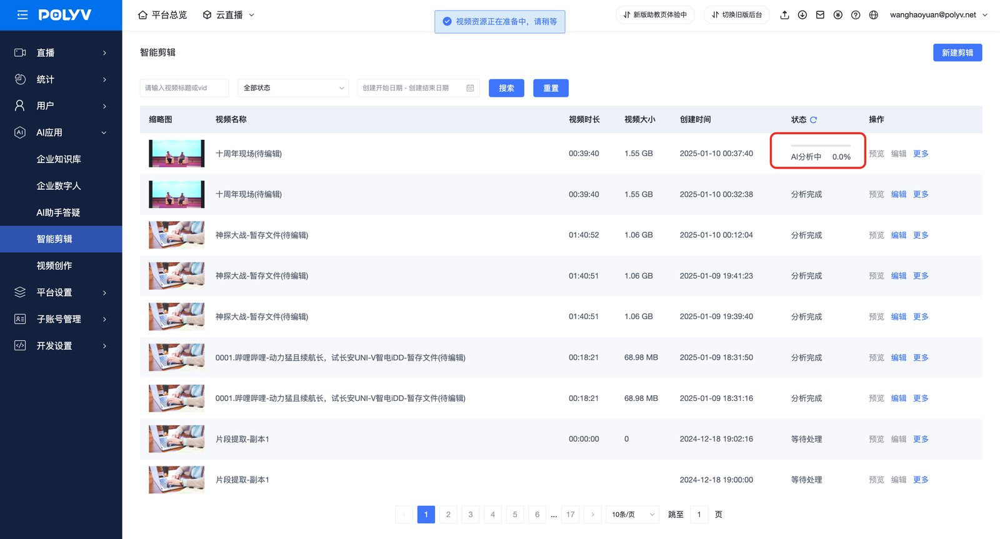 POLYV
平台总览
云直播
视频资源正在准备中，请稍等
新版助教页体验中
切换旧版后台
wanghaoyuan@polyv.net
直播
统计
用户
AI应用
企业知识库
企业数字人
AI助手答疑
智能剪辑
视频创作
平台设置
子账号管理
开发设置
智能剪辑
新建剪辑
请输入视频标题或vid
全部状态
创建开始日期 - 创建结束日期
搜索
重置
缩略图 视频名称 视频时长 视频大小 创建时间 状态 操作
十周年现场(待编辑) 00:39:40 1.55 GB 2025-01-10 00:37:40 AI分析中 0.0% 预览 编辑 更多
十周年现场(待编辑) 00:39:40 1.55 GB 2025-01-10 00:32:38 分析完成 预览 编辑 更多
神探大战-暂存文件(待编辑) 01:40:52 1.06 GB 2025-01-10 00:12:04 分析完成 预览 编辑 更多
神探大战-暂存文件(待编辑) 01:40:51 1.06 GB 2025-01-09 19:41:23 分析完成 预览 编辑 更多
神探大战-暂存文件(待编辑) 01:40:51 1.06 GB 2025-01-09 19:39:40 分析完成 预览 编辑 更多
0001.哔哩哔哩-动力猛且续航长，试长安UNI-V智电iDD-暂存文件(待编辑) 00:18:21 68.98 MB 2025-01-09 18:31:50 分析完成 预览 编辑 更多
0001.哔哩哔哩-动力猛且续航长，试长安UNI-V智电iDD-暂存文件(待编辑) 00:18:21 68.98 MB 2025-01-09 18:31:16 分析完成 预览 编辑 更多
片段提取-副本1 00:00:00 0 2024-12-18 19:02:16 等待处理 预览 编辑 更多
片段提取-副本1 2024-12-18 19:00:00 等待处理 预览 编辑 更多
1 2 3 4 5 6 ... 17 10条/页 跳至 1 页